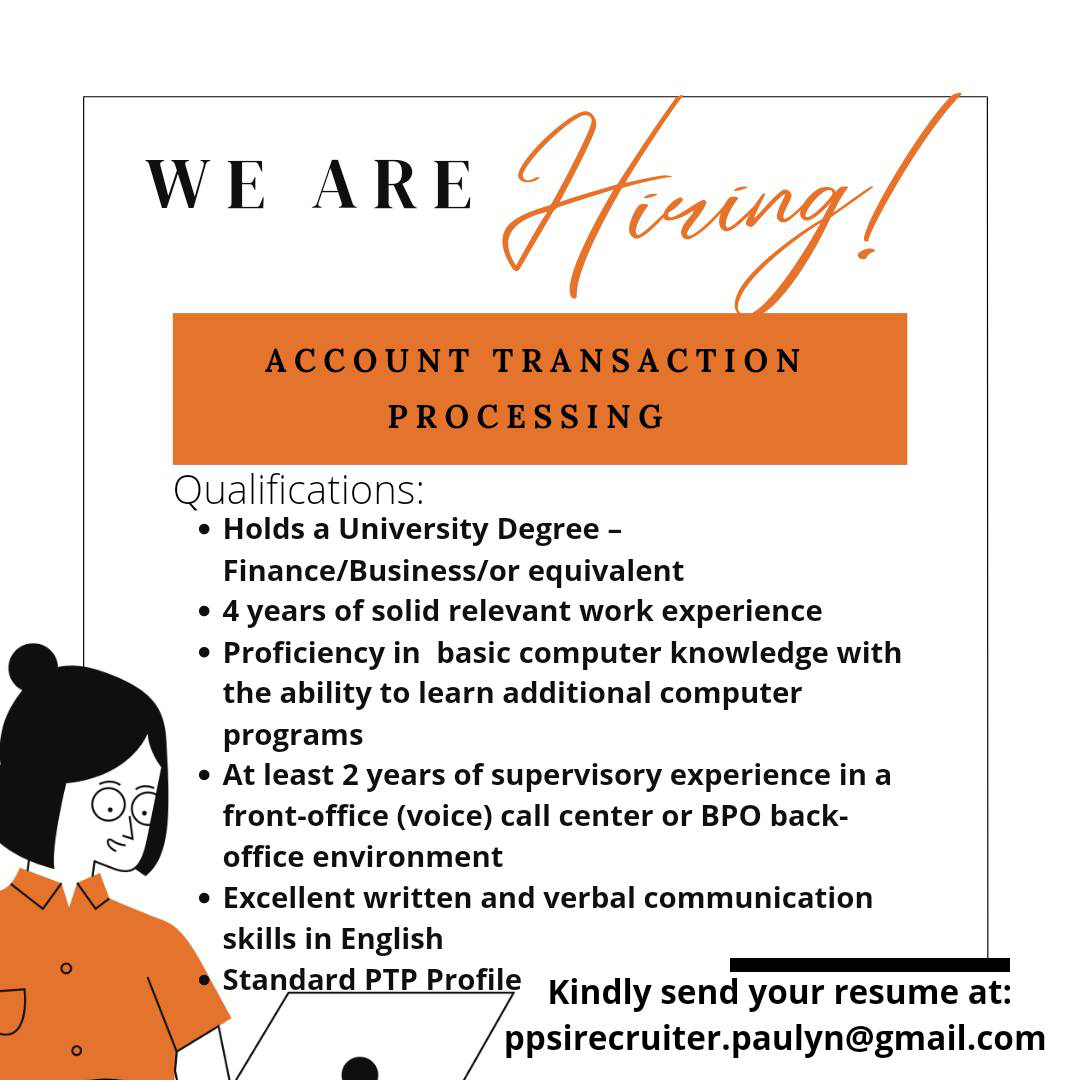 WE ARE Hiring!
ACCOUNT TRANSACTION
PROCESSING
Qualifications:
• Holds a University Degree –
Finance/Business/or equivalent
• 4 years of solid relevant work experience
• Proficiency in  basic computer knowledge with
the ability to learn additional computer
programs
• At least 2 years of supervisory experience in a
front-office (voice) call center or BPO back-
office environment
• Excellent written and verbal communication
skills in English
• Standard PTP Profile
Kindly send your resume at:
ppsirecruiter.paulyn@gmail.com